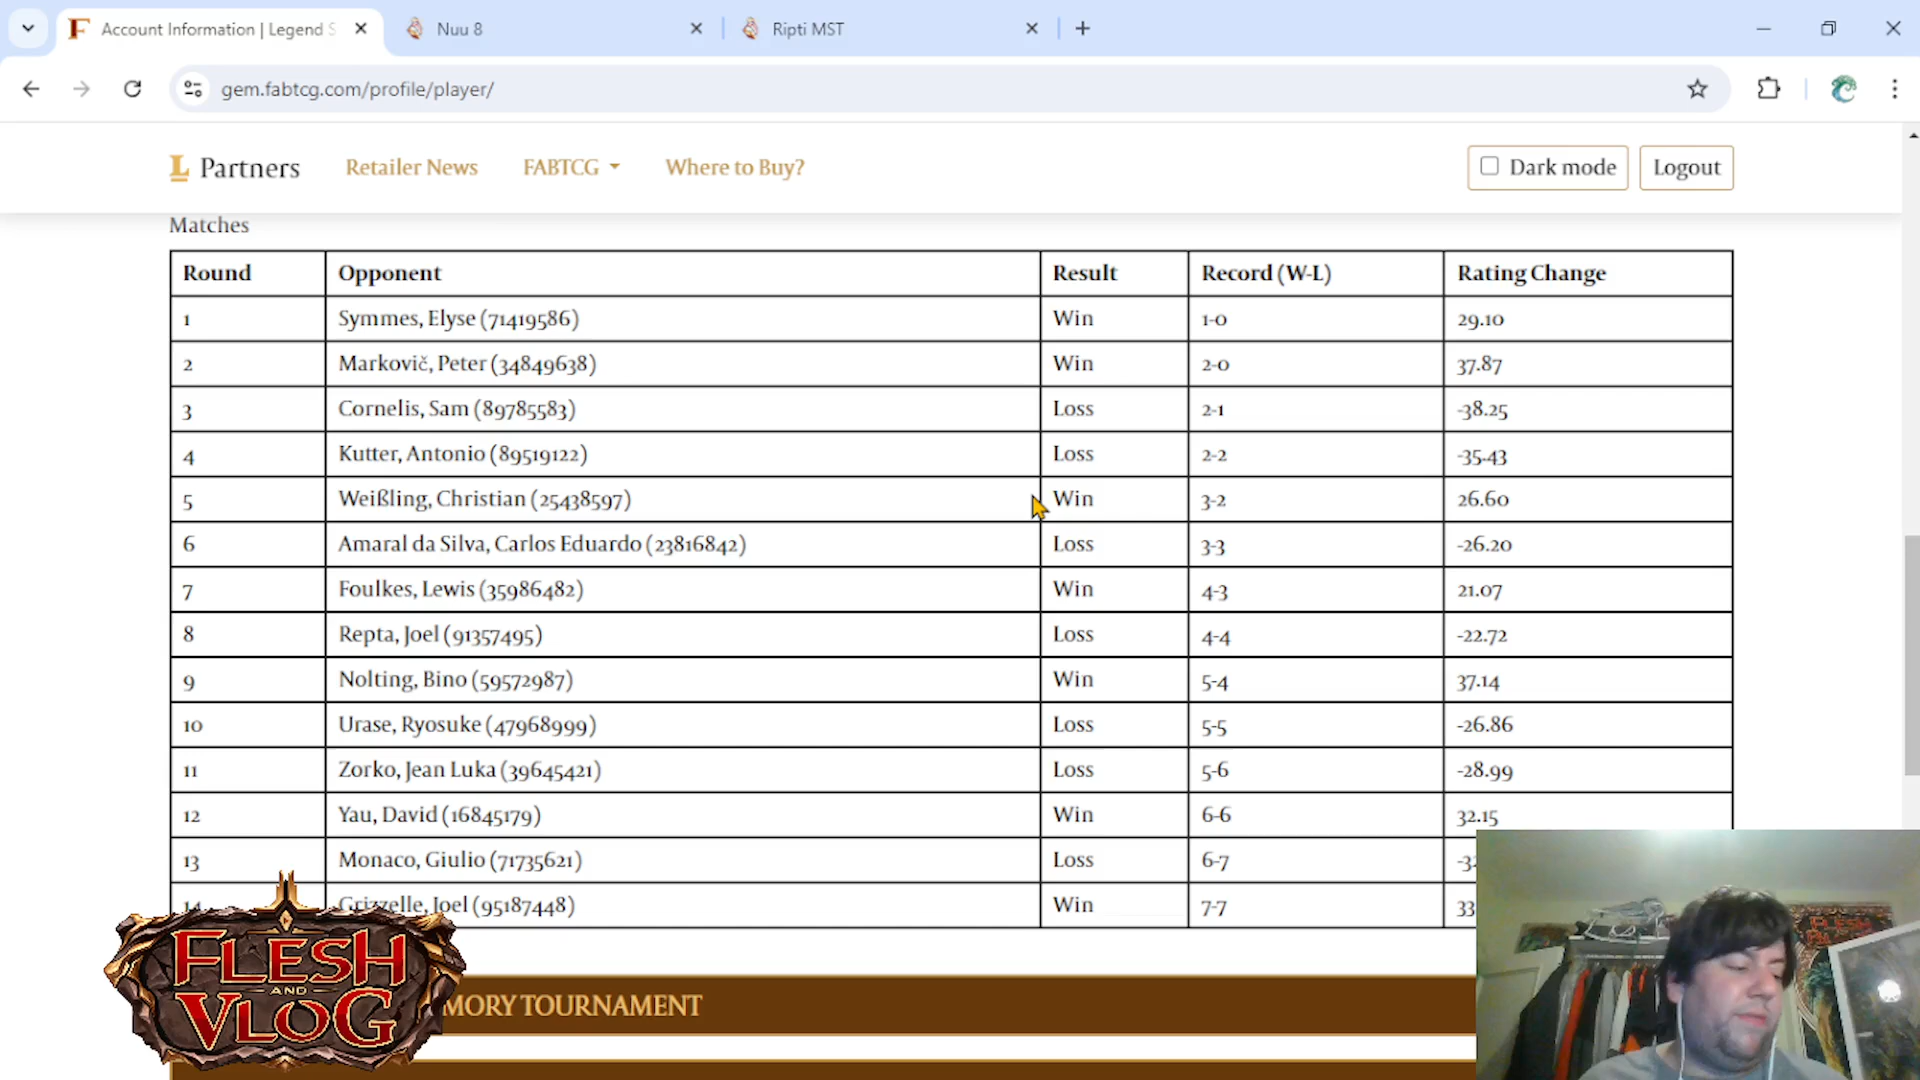 Account Information | Legend S
Nuu 8
Ripti MST
gem.fabtcg.com/profile/player/
L Partners Retailer News FABTCG Where to Buy? Dark mode Logout
Matches
Round Opponent Result Record (W-L) Rating Change
1 Symmes, Elyse (71419586) Win 1-0 29.10
2 Markovič, Peter (34849638) Win 2-0 37.87
3 Cornelis, Sam (89785583) Loss 2-1 -38.25
4 Kutter, Antonio (89519122) Loss 2-2 -35.43
5 Weißling, Christian (25438597) Win 3-2 26.60
6 Amaral da Silva, Carlos Eduardo (23816842) Loss 3-3 -26.20
7 Foulkes, Lewis (35986482) Win 4-3 21.07
8 Repta, Joel (91357495) Loss 4-4 -22.72
9 Nolting, Bino (59572987) Win 5-4 37.14
10 Urase, Ryosuke (47968999) Loss 5-5 -26.86
11 Zorko, Jean Luka (39645421) Loss 5-6 -28.99
12 Yau, David (16845179) Win 6-6 32.15
13 Monaco, Giulio (71735621) Loss 6-7
14 Grizzelle, Joel (95187448) Win 7-7 33
MORY TOURNAMENT
FLESH
AND
VLOG